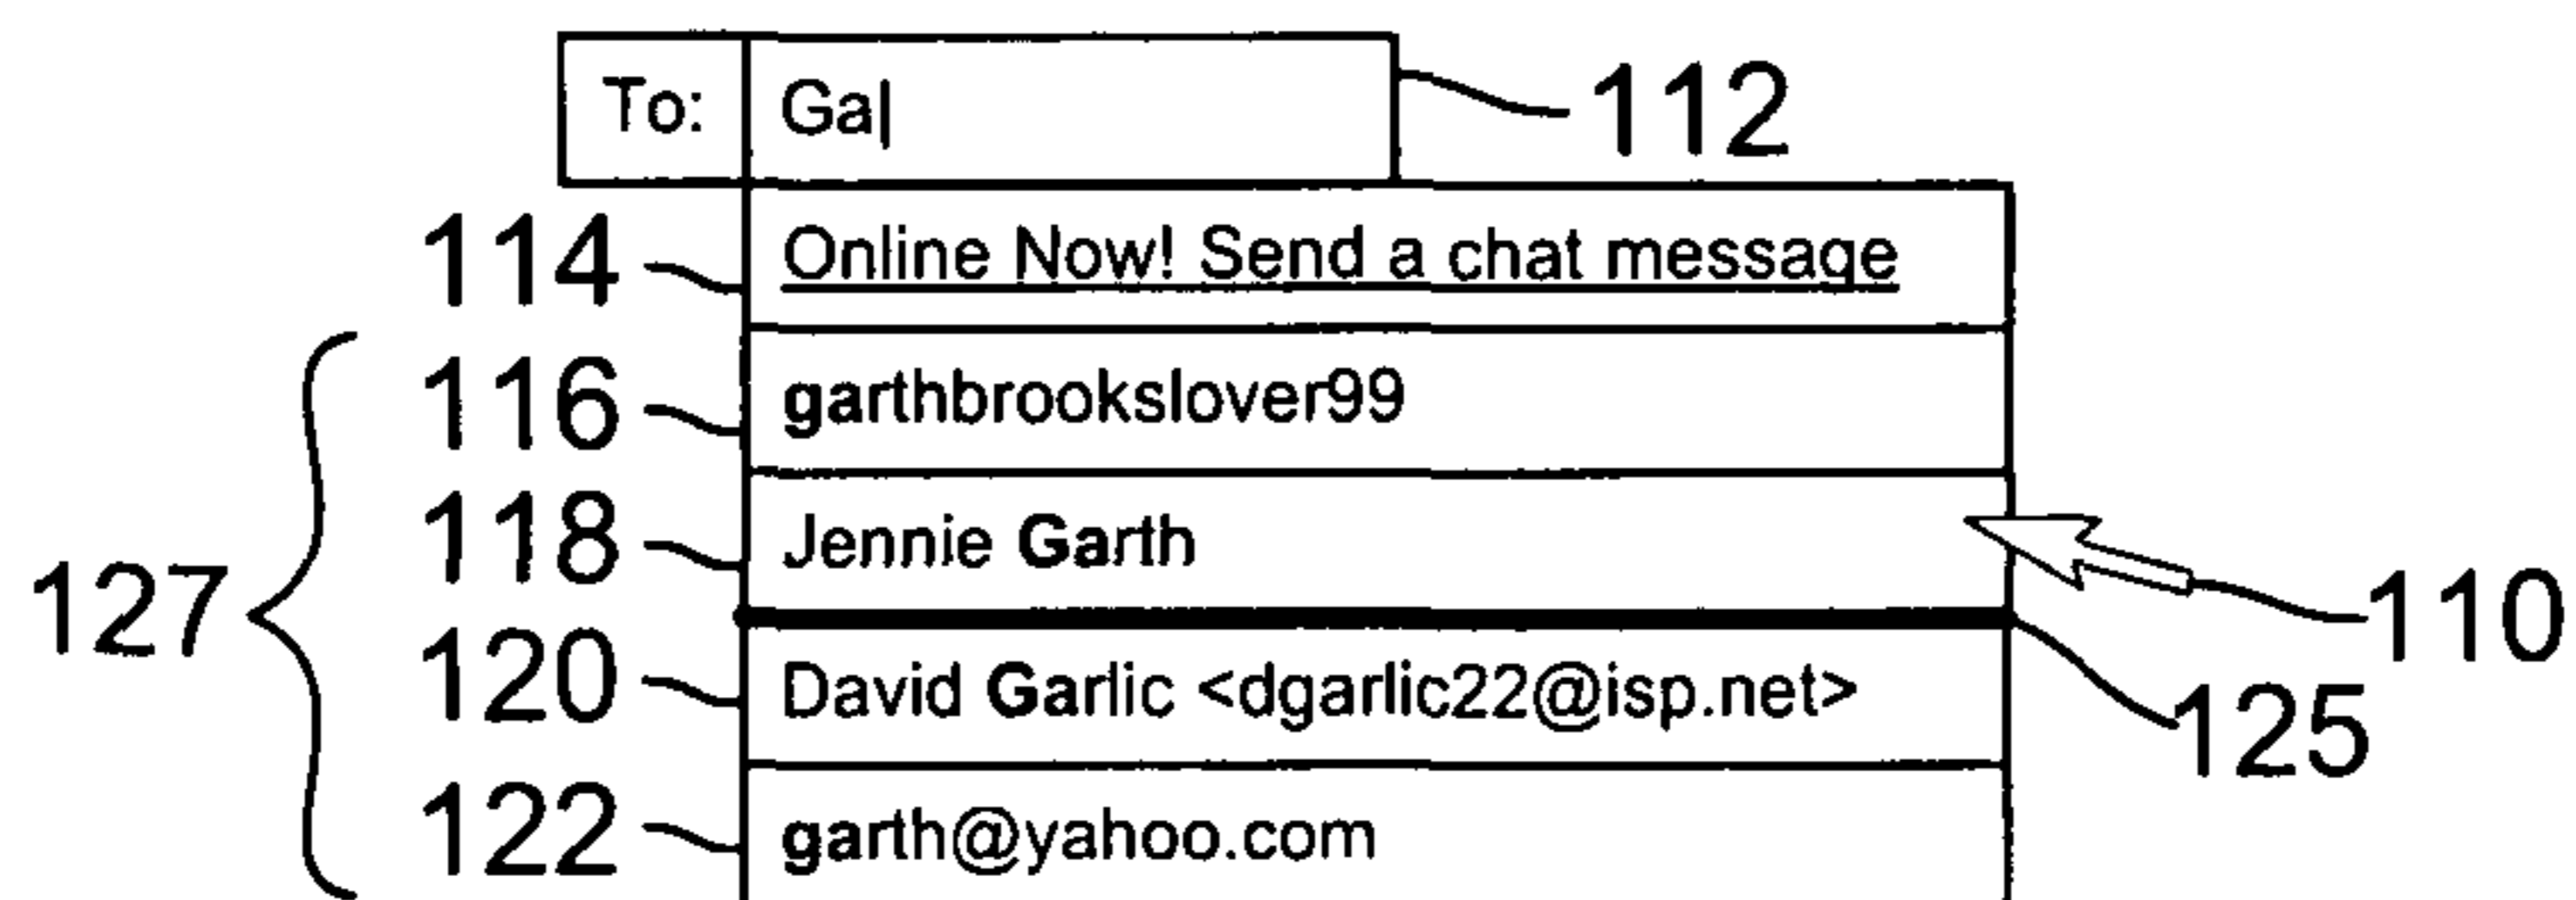 To: Ga 112
114 Online Now! Send a chat message
116 garthbrookslover99
118 Jennie Garth
127 110
120 David Garlic <dgarlic22@isp.net>
125
122 garth@yahoo.com